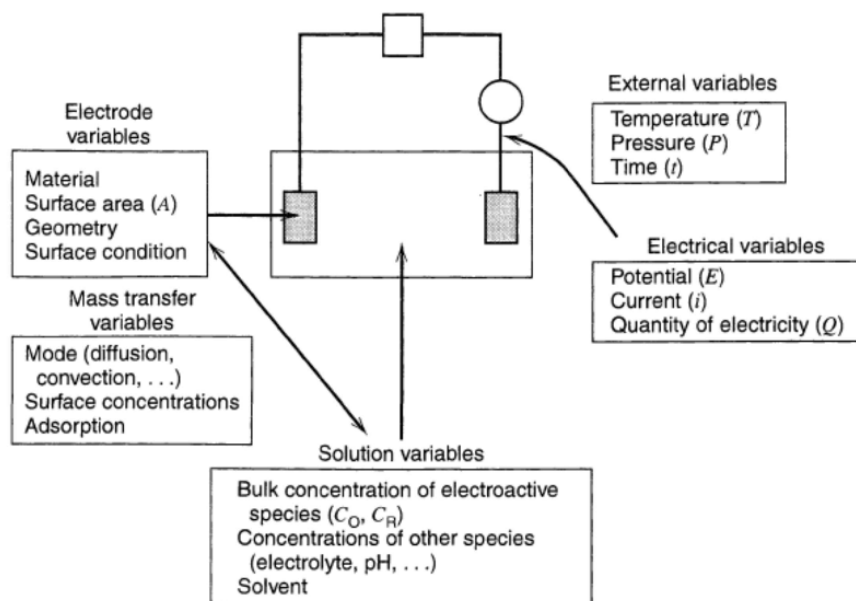 Electrode
variables
Material
Surface area (A)
Geometry
Surface condition
Mass transfer
variables
Mode (diffusion,
convection, . . .)
Surface concentrations
Adsorption
External variables
Temperature (T)
Pressure (P)
Time (t)
Electrical variables
Potential (E)
Current (i)
Quantity of electricity (Q)
Solution variables
Bulk concentration of electroactive
species (C_O, C_R)
Concentrations of other species
(electrolyte, pH, . . .)
Solvent